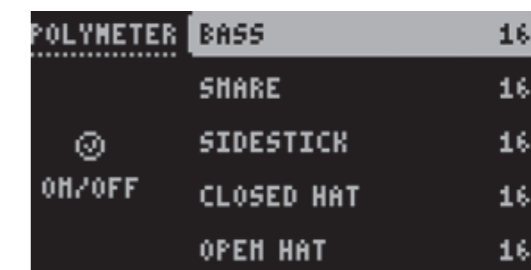 POLYMETER
BASS 16
SNARE 16
SIDESTICK 16
ON/OFF
CLOSED HAT 16
OPEN HAT 16